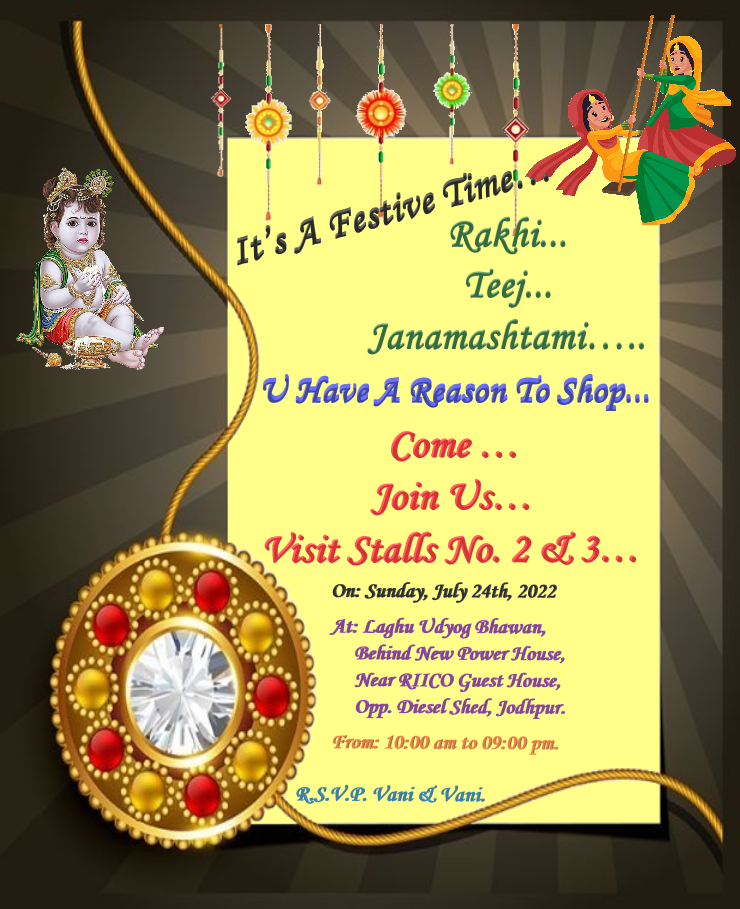 It's A Festive Time...
Rakhi...
Teej...
Janamashtami.....
U Have A Reason To Shop...
Come ...
Join Us...
Visit Stalls No. 2 & 3...
On: Sunday, July 24th, 2022
At: Laghu Udyog Bhawan,
Behind New Power House,
Near RIICO Guest House,
Opp. Diesel Shed, Jodhpur.
From: 10:00 am to 09:00 pm.
R.S.V.P. Vani & Vani.